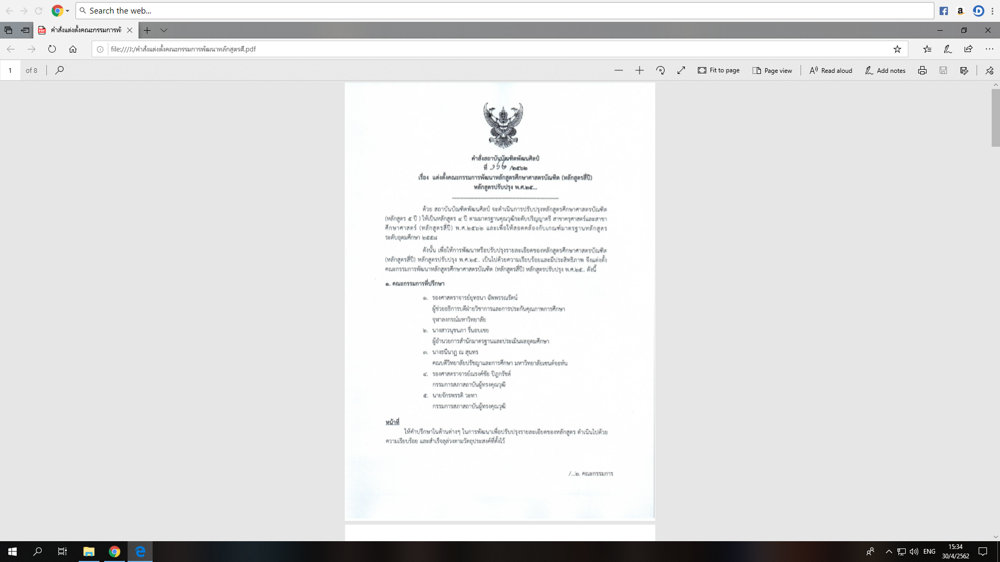 Search the web...
คำสั่งแต่งตั้งคณะกรรมการพั
file:///J:/คำสั่งแต่งตั้งคณะกรรมการพัฒนาหลักสูตรศึ.pdf
1 of 8 Fit to page Page view Read aloud Add notes
คำสั่งสถาบันบัณฑิตพัฒนศิลป์
ที่ /๒๕๖๒
เรื่อง แต่งตั้งคณะกรรมการพัฒนาหลักสูตรศึกษาศาสตรบัณฑิต (หลักสูตรสี่ปี)
หลักสูตรปรับปรุง พ.ศ.๒๕...
ด้วย สถาบันบัณฑิตพัฒนศิลป์ จะดำเนินการปรับปรุงหลักสูตรศึกษาศาสตรบัณฑิต
(หลักสูตร ๕ ปี ) ให้เป็นหลักสูตร ๔ ปี ตามมาตรฐานคุณวุฒิระดับปริญญาตรี สาขาครุศาสตร์และสาขา
ศึกษาศาสตร์ (หลักสูตรสี่ปี) พ.ศ.๒๕๖๒ และเพื่อให้สอดคล้องกับเกณฑ์มาตรฐานหลักสูตร
ระดับอุดมศึกษา ๒๕๕๘
ดังนั้น เพื่อให้การพัฒนาหรือปรับปรุงรายละเอียดของหลักสูตรศึกษาศาสตรบัณฑิต
(หลักสูตรสี่ปี) หลักสูตรปรับปรุง พ.ศ.๒๕.. เป็นไปด้วยความเรียบร้อยและมีประสิทธิภาพ จึงแต่งตั้ง
คณะกรรมการพัฒนาหลักสูตรศึกษาศาสตรบัณฑิต (หลักสูตรสี่ปี) หลักสูตรปรับปรุง พ.ศ.๒๕.. ดังนี้
๑. คณะกรรมการที่ปรึกษา
๑. รองศาสตราจารย์ยุทธนา ฉัพพรรณรัตน์
ผู้ช่วยอธิการบดีฝ่ายวิชาการและการประกันคุณภาพการศึกษา
จุฬาลงกรณ์มหาวิทยาลัย
๒. นางสาวนุชนภา รื่นอบเชย
ผู้อำนวยการสำนักมาตรฐานและประเมินผลอุดมศึกษา
๓. นางธนีนาฏ ณ สุนทร
คณบดีวิทยาลัยปรัชญาและการศึกษา มหาวิทยาลัยเซนต์จอห์น
๔. รองศาสตราจารย์ณรงค์ชัย ปิฎกรัชต์
กรรมการสภาสถาบันผู้ทรงคุณวุฒิ
๕. นายจักรพรรดิ วะทา
กรรมการสภาสถาบันผู้ทรงคุณวุฒิ
หน้าที่
ให้คำปรึกษาในด้านต่างๆ ในการพัฒนาเพื่อปรับปรุงรายละเอียดของหลักสูตร ดำเนินไปด้วย
ความเรียบร้อย และสำเร็จลุล่วงตามวัตถุประสงค์ที่ตั้งไว้
/...๒. คณะกรรมการ
ENG
15:34
30/4/2562